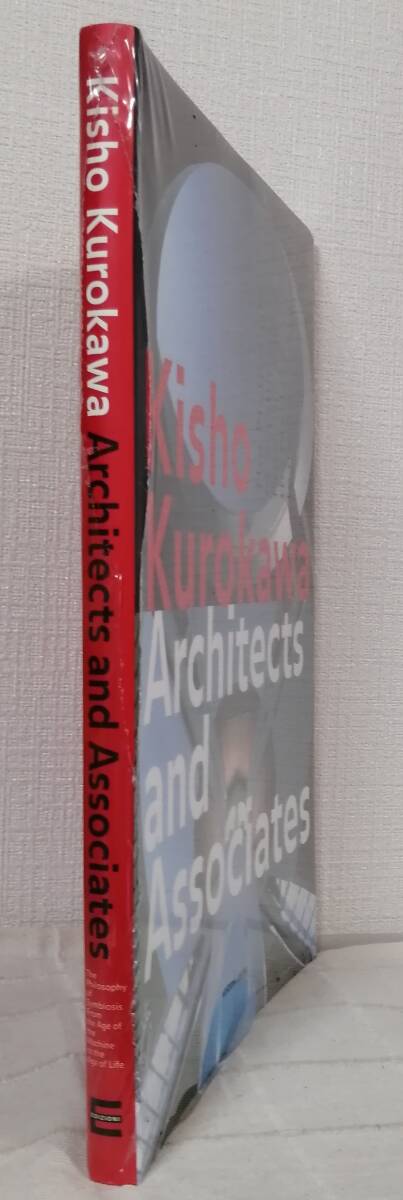 Kisho Kurokawa Architects and Associates
The
Philosophy
of
Symbiosis
from
the Age of
the
Machine
to the
Age of Life
EDIZIONI
Kisho
Kurokawa
Architects
and
Associates